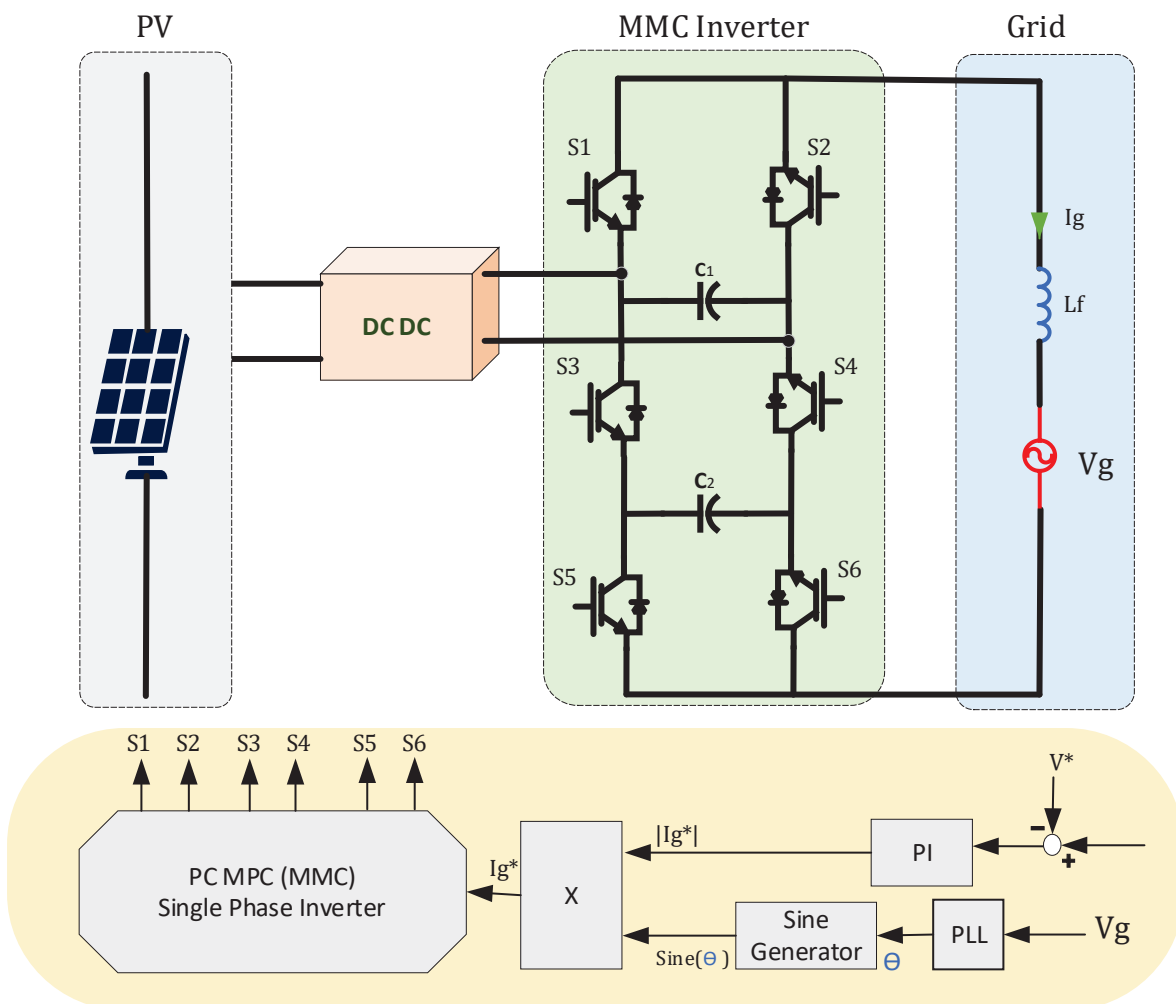 PV
MMC Inverter
Grid
S1
S2
Ig
C1
Lf
DC DC
S3
S4
Vg
C2
S5
S6
S1 S2 S3 S4 S5 S6
V*
|Ig*|
PI
-
+
Ig*
PC MPC (MMC)
Single Phase Inverter
X
Sine
Generator
PLL
Vg
Sine(Θ)
Θ